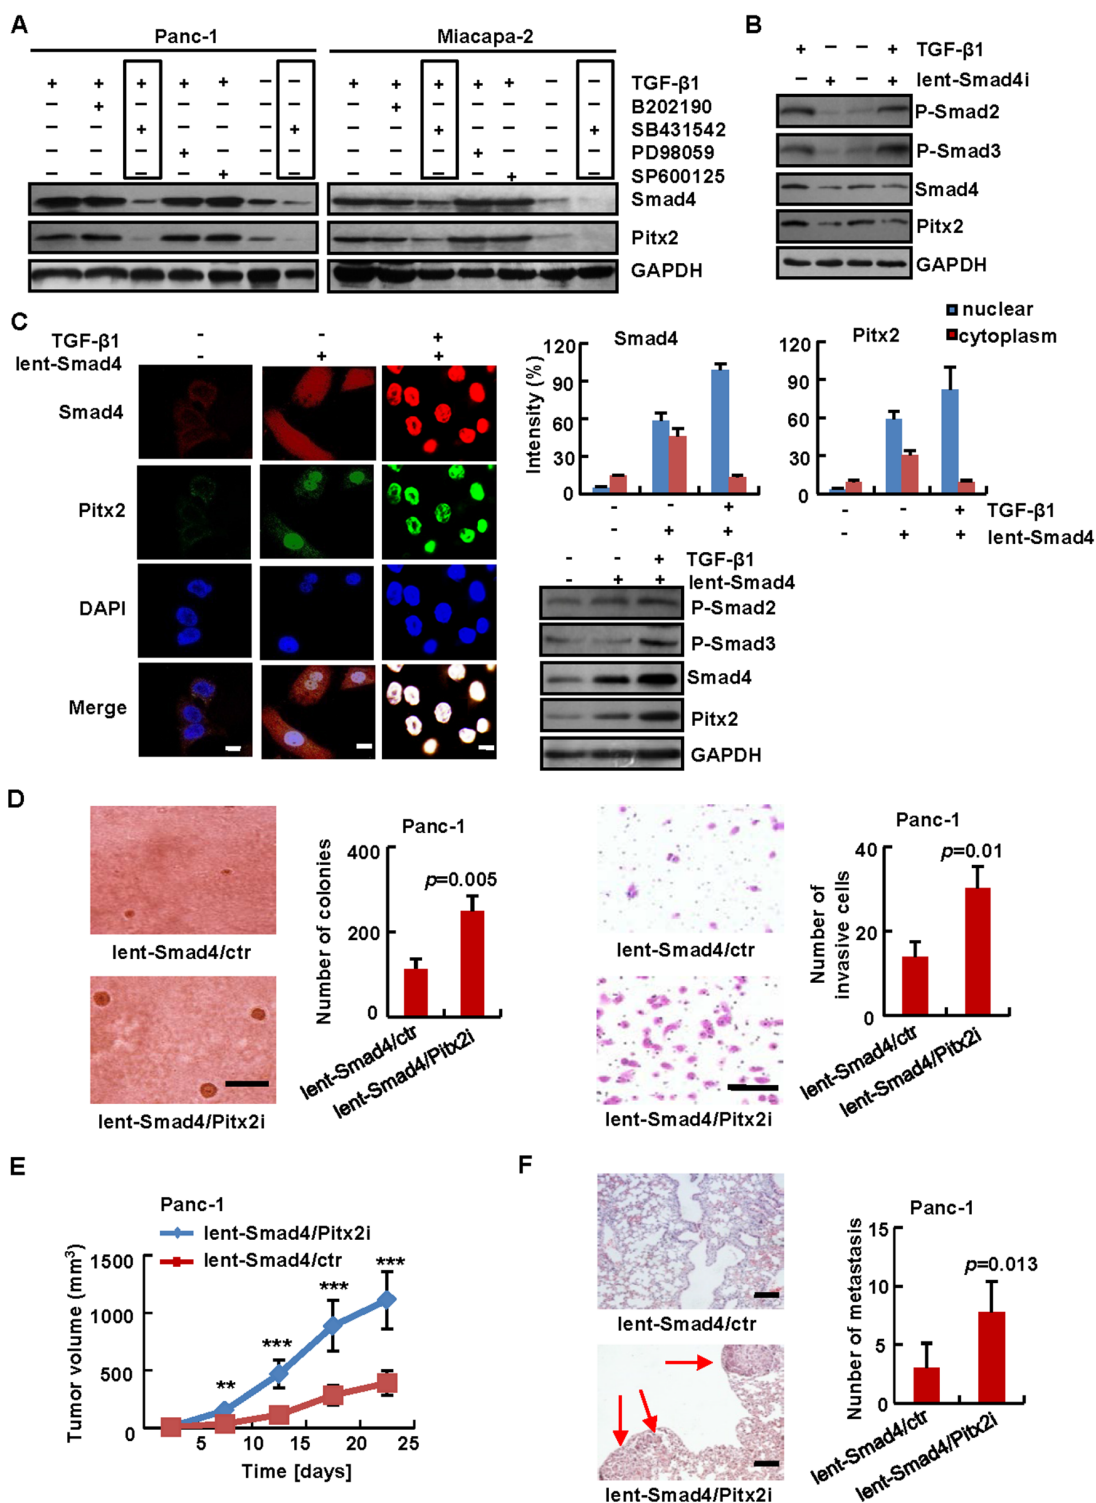 A
Panc-1
Miacapa-2
+ + + + + − −
+ + + + + − −
TGF-β1
− + − − − − −
− + − − − − −
B202190
− − + − − − +
− − + − − − +
SB431542
− − − + − − −
− − − + − − −
PD98059
− − − − + − −
− − − − + − −
SP600125
Smad4
Pitx2
GAPDH
B
+ − − + TGF-β1
− + − + lent-Smad4i
P-Smad2
P-Smad3
Smad4
Pitx2
GAPDH
C
TGF-β1 - - +
lent-Smad4 - + +
Smad4
Pitx2
DAPI
Merge
Smad4
Intensity (%)
120
90
60
30
0
- - +
- + +
Pitx2
nuclear
cytoplasm
120
90
60
30
0
- - + TGF-β1
- + + lent-Smad4
- - + TGF-β1
- + + lent-Smad4
P-Smad2
P-Smad3
Smad4
Pitx2
GAPDH
D
lent-Smad4/ctr
lent-Smad4/Pitx2i
Panc-1
Number of colonies
400
200
0
p=0.005
lent-Smad4/ctr
lent-Smad4/Pitx2i
lent-Smad4/ctr
lent-Smad4/Pitx2i
Panc-1
Number of
invasive cells
40
20
0
p=0.01
lent-Smad4/ctr
lent-Smad4/Pitx2i
E
Panc-1
lent-Smad4/Pitx2i
lent-Smad4/ctr
Tumor volume (mm³)
1500
1000
500
0
** *** *** ***
5 10 15 20 25
Time [days]
F
lent-Smad4/ctr
lent-Smad4/Pitx2i
Panc-1
Nunber of metastasis
15
10
5
0
p=0.013
lent-Smad4/ctr
lent-Smad4/Pitx2i